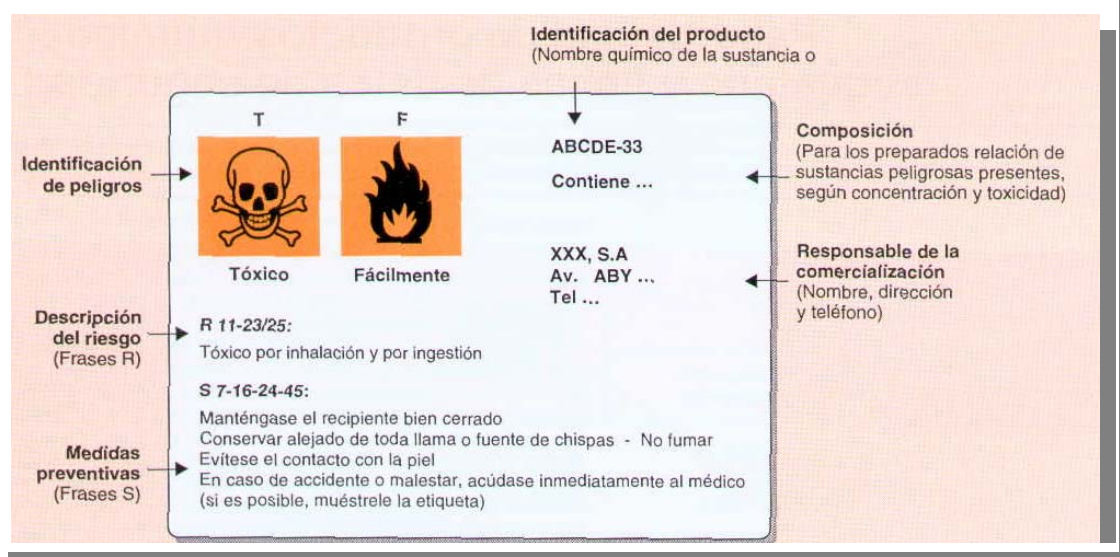 Identificación del producto
(Nombre químico de la sustancia o
T
F
Identificación
de peligros
Tóxico
Fácilmente
ABCDE-33
Contiene ...
Composición
(Para los preparados relación de
sustancias peligrosas presentes,
según concentración y toxicidad)
XXX, S.A
Av. ABY ...
Tel ...
Responsable de la
comercialización
(Nombre, dirección
y teléfono)
Descripción
del riesgo
(Frases R)
R 11-23/25:
Tóxico por inhalación y por ingestión
S 7-16-24-45:
Manténgase el recipiente bien cerrado
Conservar alejado de toda llama o fuente de chispas - No fumar
Evítese el contacto con la piel
En caso de accidente o malestar, acúdase inmediatamente al médico
(si es posible, muéstrele la etiqueta)
Medidas
preventivas
(Frases S)